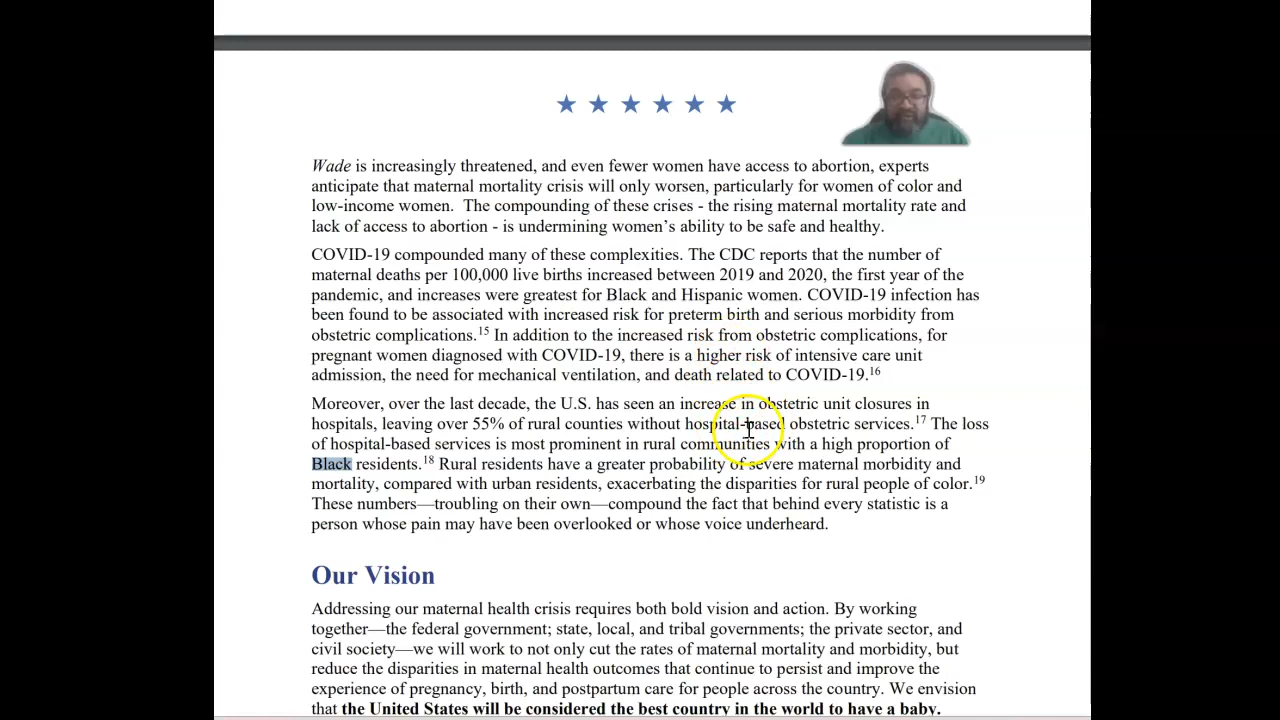 Wade is increasingly threatened, and even fewer women have access to abortion, experts
anticipate that maternal mortality crisis will only worsen, particularly for women of color and
low-income women.  The compounding of these crises - the rising maternal mortality rate and
lack of access to abortion - is undermining women’s ability to be safe and healthy.
COVID-19 compounded many of these complexities. The CDC reports that the number of
maternal deaths per 100,000 live births increased between 2019 and 2020, the first year of the
pandemic, and increases were greatest for Black and Hispanic women. COVID-19 infection has
been found to be associated with increased risk for preterm birth and serious morbidity from
obstetric complications.15 In addition to the increased risk from obstetric complications, for
pregnant women diagnosed with COVID-19, there is a higher risk of intensive care unit
admission, the need for mechanical ventilation, and death related to COVID-19.16
Moreover, over the last decade, the U.S. has seen an increase in obstetric unit closures in
hospitals, leaving over 55% of rural counties without hospital-based obstetric services.17 The loss
of hospital-based services is most prominent in rural communities with a high proportion of
Black residents.18 Rural residents have a greater probability of severe maternal morbidity and
mortality, compared with urban residents, exacerbating the disparities for rural people of color.19
These numbers—troubling on their own—compound the fact that behind every statistic is a
person whose pain may have been overlooked or whose voice underheard.
Our Vision
Addressing our maternal health crisis requires both bold vision and action. By working
together—the federal government; state, local, and tribal governments; the private sector, and
civil society—we will work to not only cut the rates of maternal mortality and morbidity, but
reduce the disparities in maternal health outcomes that continue to persist and improve the
experience of pregnancy, birth, and postpartum care for people across the country. We envision
that the United States will be considered the best country in the world to have a baby.